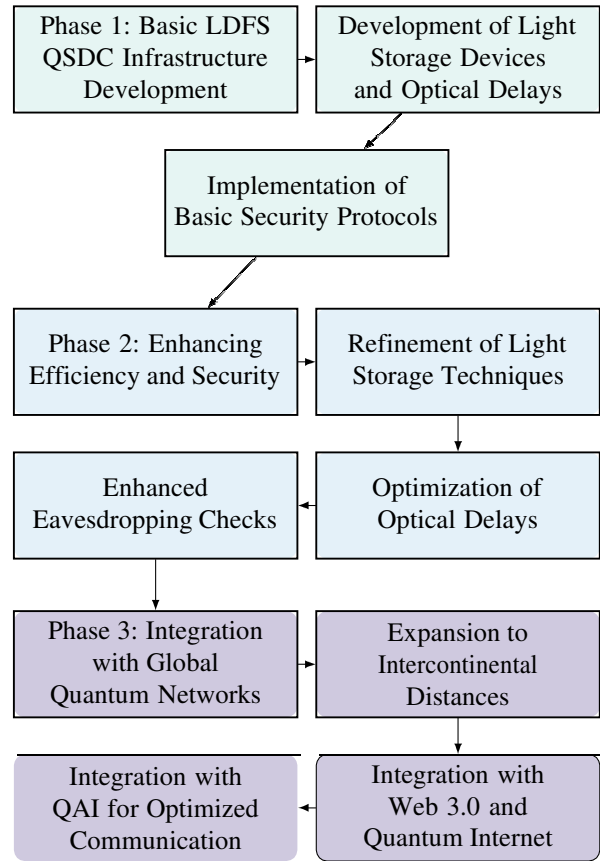 Phase 1: Basic LDFS
QSDC Infrastructure
Development
Development of Light
Storage Devices
and Optical Delays
Implementation of
Basic Security Protocols
Phase 2: Enhancing
Efficiency and Security
Refinement of Light
Storage Techniques
Enhanced
Eavesdropping Checks
Optimization of
Optical Delays
Phase 3: Integration
with Global
Quantum Networks
Expansion to
Intercontinental
Distances
Integration with
QAI for Optimized
Communication
Integration with
Web 3.0 and
Quantum Internet